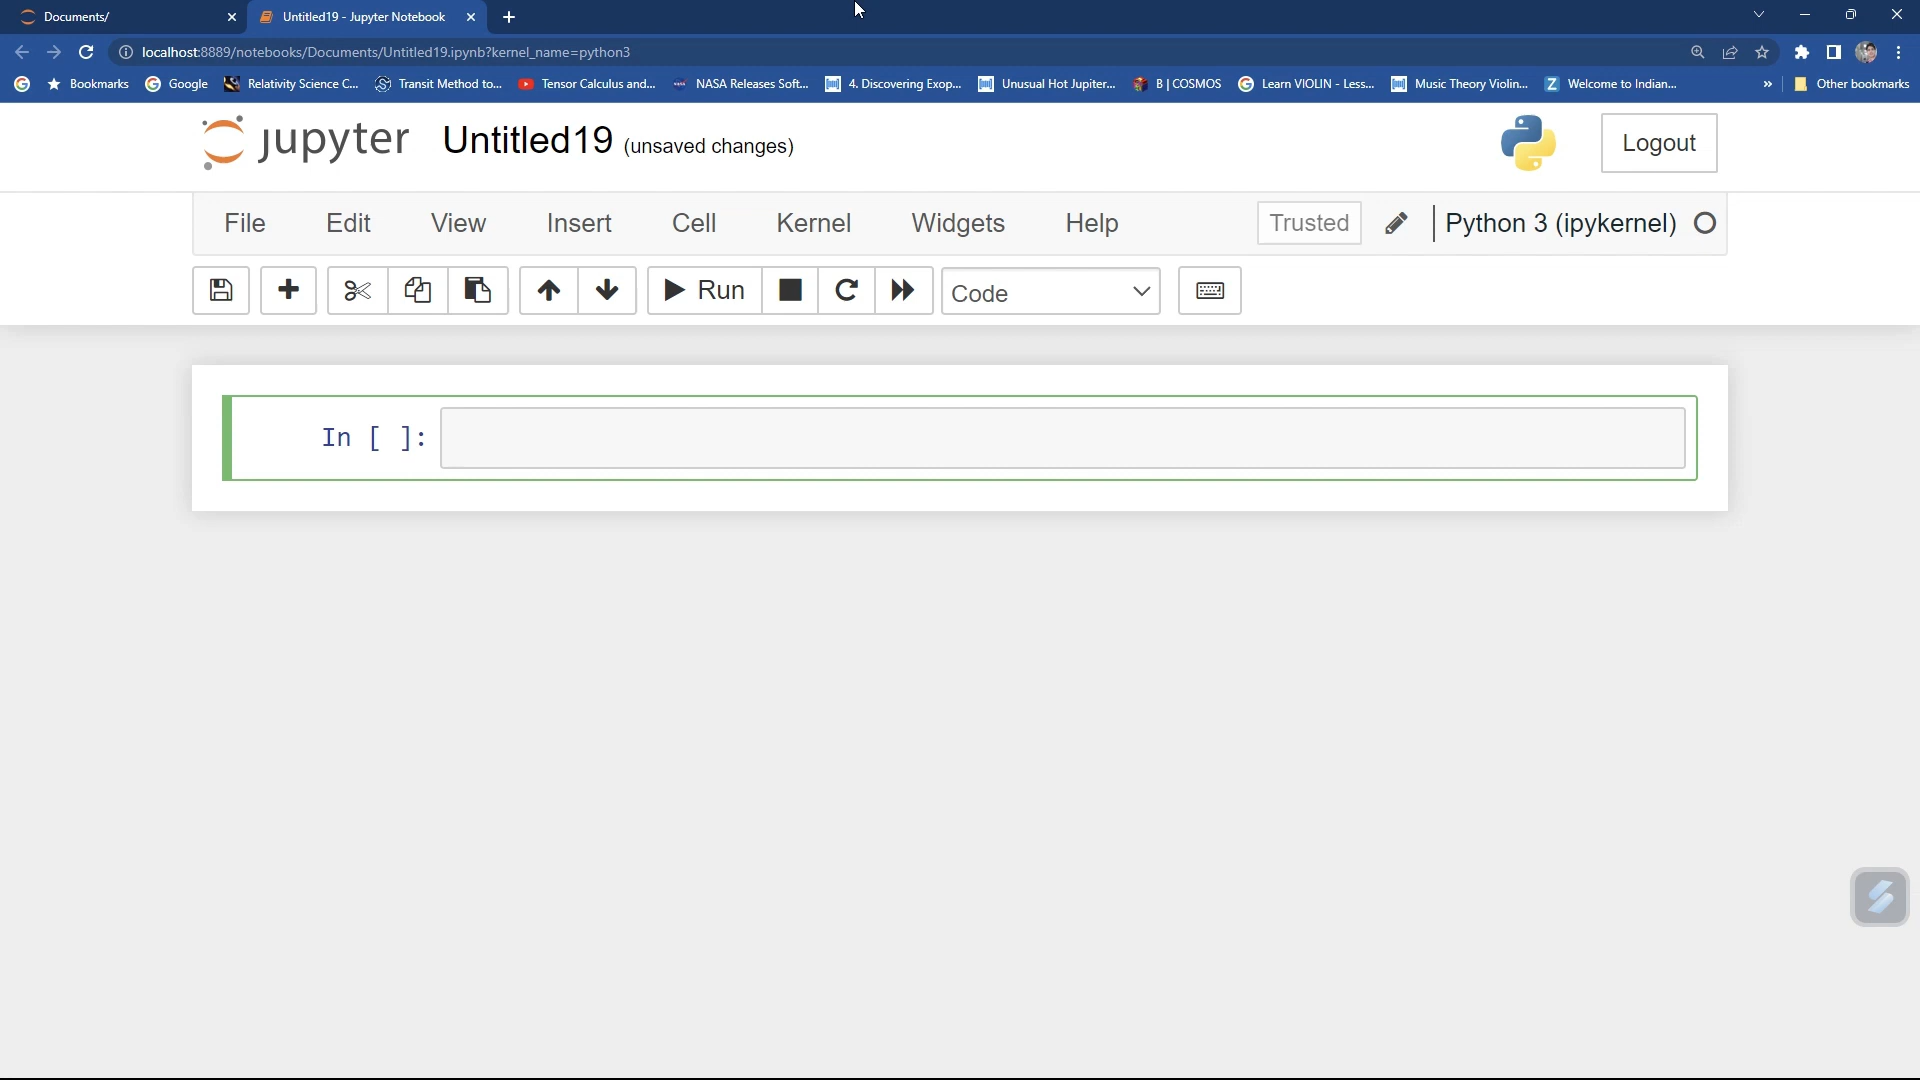 Documents/
Untitled19 - Jupyter Notebook
localhost:8889/notebooks/Documents/Untitled19.ipynb?kernel_name=python3
Bookmarks Google Relativity Science C... Transit Method to... Tensor Calculus and... NASA Releases Soft... 4. Discovering Exop... Unusual Hot Jupiter... B | COSMOS Learn VIOLIN - Less... Music Theory Violin... Welcome to Indian... » Other bookmarks
jupyter Untitled19 (unsaved changes) Logout
File Edit View Insert Cell Kernel Widgets Help Trusted Python 3 (ipykernel)
Run Code
In [ ]: